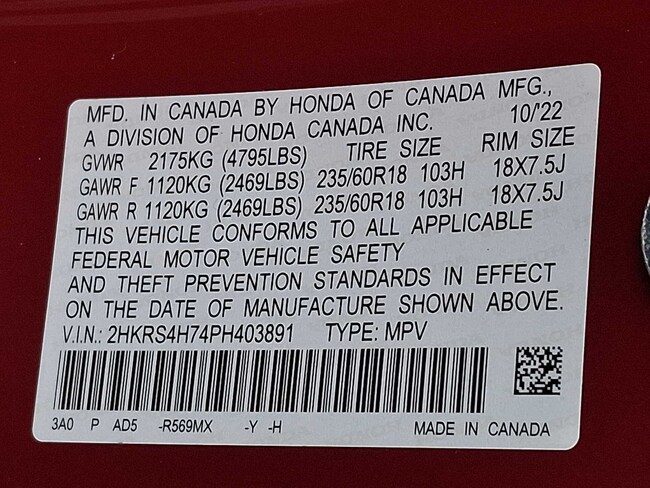 MFD. IN CANADA BY HONDA OF CANADA MFG.,
A DIVISION OF HONDA CANADA INC. 10/'22
GVWR 2175KG (4795LBS) TIRE SIZE RIM SIZE
GAWR F 1120KG (2469LBS) 235/60R18 103H 18X7.5J
GAWR R 1120KG (2469LBS) 235/60R18 103H 18X7.5J
THIS VEHICLE CONFORMS TO ALL APPLICABLE
FEDERAL MOTOR VEHICLE SAFETY
AND THEFT PREVENTION STANDARDS IN EFFECT
ON THE DATE OF MANUFACTURE SHOWN ABOVE.
V.I.N.: 2HKRS4H74PH403891 TYPE: MPV
3A0 P AD5 -R569MX -Y -H MADE IN CANADA